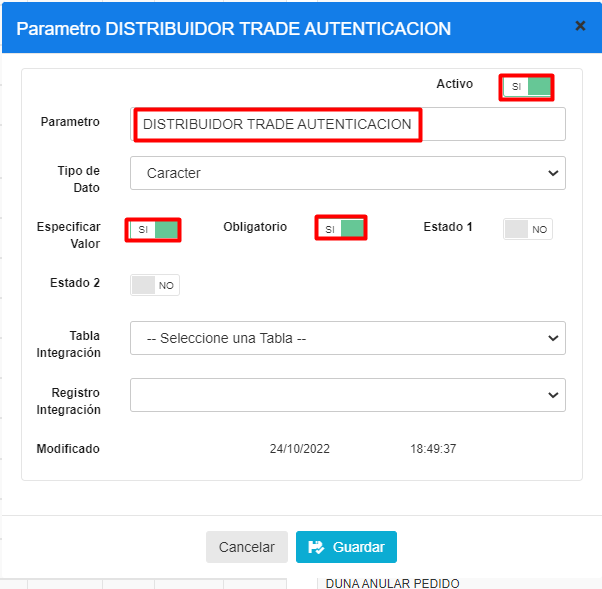 Parametro DISTRIBUIDOR TRADE AUTENTICACION ×
Activo SI
Parametro DISTRIBUIDOR TRADE AUTENTICACION
Tipo de Dato Caracter
Especificar Valor SI Obligatorio SI Estado 1 NO
Estado 2 NO
Tabla Integración -- Seleccione una Tabla --
Registro Integración
Modificado 24/10/2022 18:49:37
Cancelar Guardar
DUNA ANULAR PEDIDO